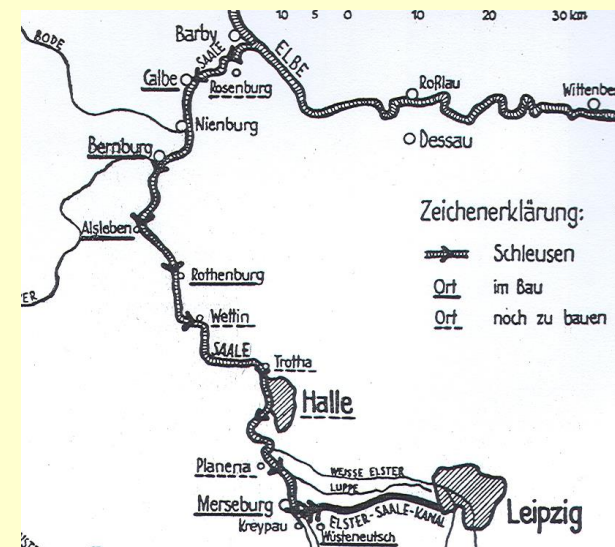 10 5 0 10 20 30 km
Barby
BODE
SAALE
ELBE
Calbe
Rosenburg
Roßlau
Wittenber
Nienburg
Dessau
Bernburg
Zeichenerklärung:
Alsleben
Schleusen
Rothenburg
Ort im Bau
ER
Wettin
Ort noch zu bauen
SAALE
Trotha
Halle
Planena
WEISSE ELSTER
LUPPE
Merseburg
ELSTER-SAALE-KANAL
Leipzig
Kreypau
Wüsteneutsch